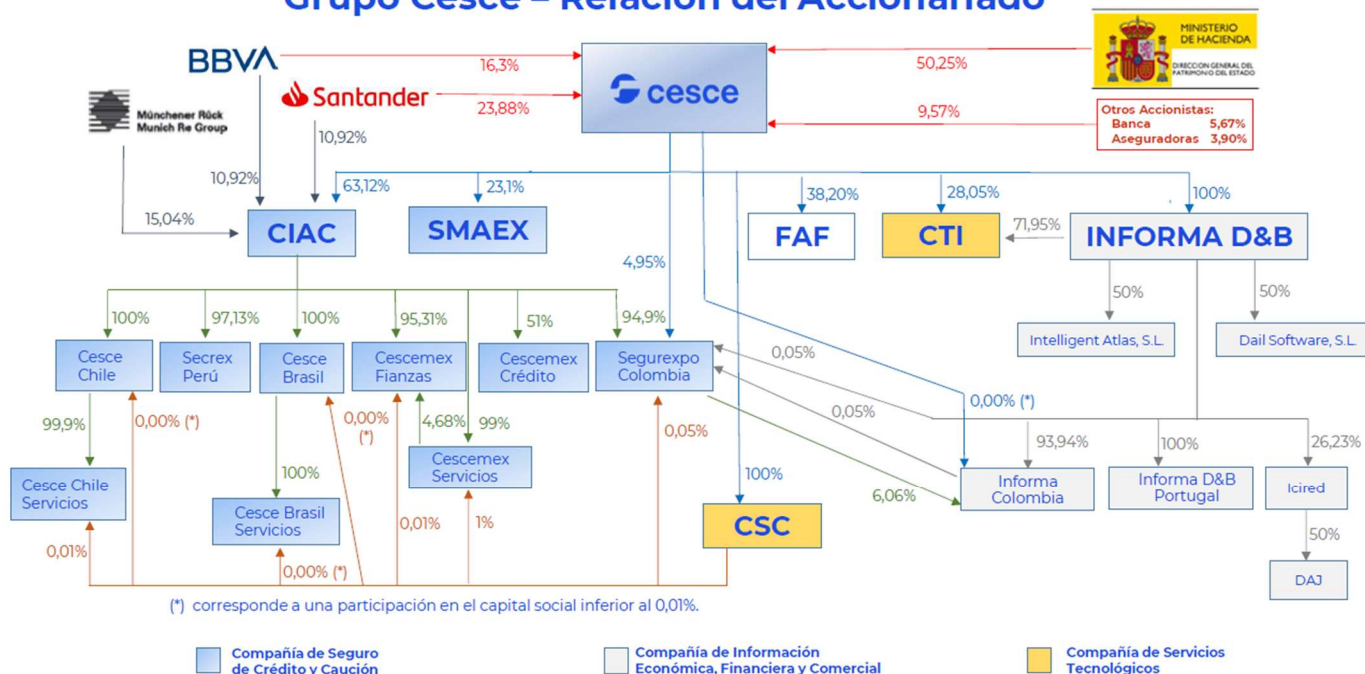 Grupo Cesce – Relación del Accionariado
BBVA
16,3%
cesce
50,25%
MINISTERIO
DE HACIENDA
DIRECCION GENERAL DEL
PATRIMONIO DEL ESTADO
Santander
23,88%
9,57%
Otros Accionistas:
Banca 5,67%
Aseguradoras 3,90%
Münchener Rück
Munich Re Group
10,92%
10,92%
15,04%
63,12%
23,1%
38,20%
28,05%
100%
CIAC
SMAEX
FAF
CTI
71,95%
INFORMA D&B
4,95%
50%
50%
100%
97,13%
100%
95,31%
51%
94,9%
Intelligent Atlas, S.L.
Dail Software, S.L.
Cesce
Chile
Secrex
Perú
Cesce
Brasil
Cescemex
Fianzas
Cescemex
Crédito
Segurexpo
Colombia
0,05%
0,05%
0,00% (*)
99,9%
0,00% (*)
0,00%
(*)
4,68%
99%
0,05%
93,94%
100%
26,23%
Cesce Chile
Servicios
100%
Cescemex
Servicios
100%
6,06%
Informa
Colombia
Informa D&B
Portugal
Icired
Cesce Brasil
Servicios
CSC
0,01%
0,00% (*)
0,01%
1%
50%
DAJ
(*) corresponde a una participación en el capital social inferior al 0,01%.
Compañía de Seguro
de Crédito y Caución
Compañía de Información
Económica, Financiera y Comercial
Compañía de Servicios
Tecnológicos